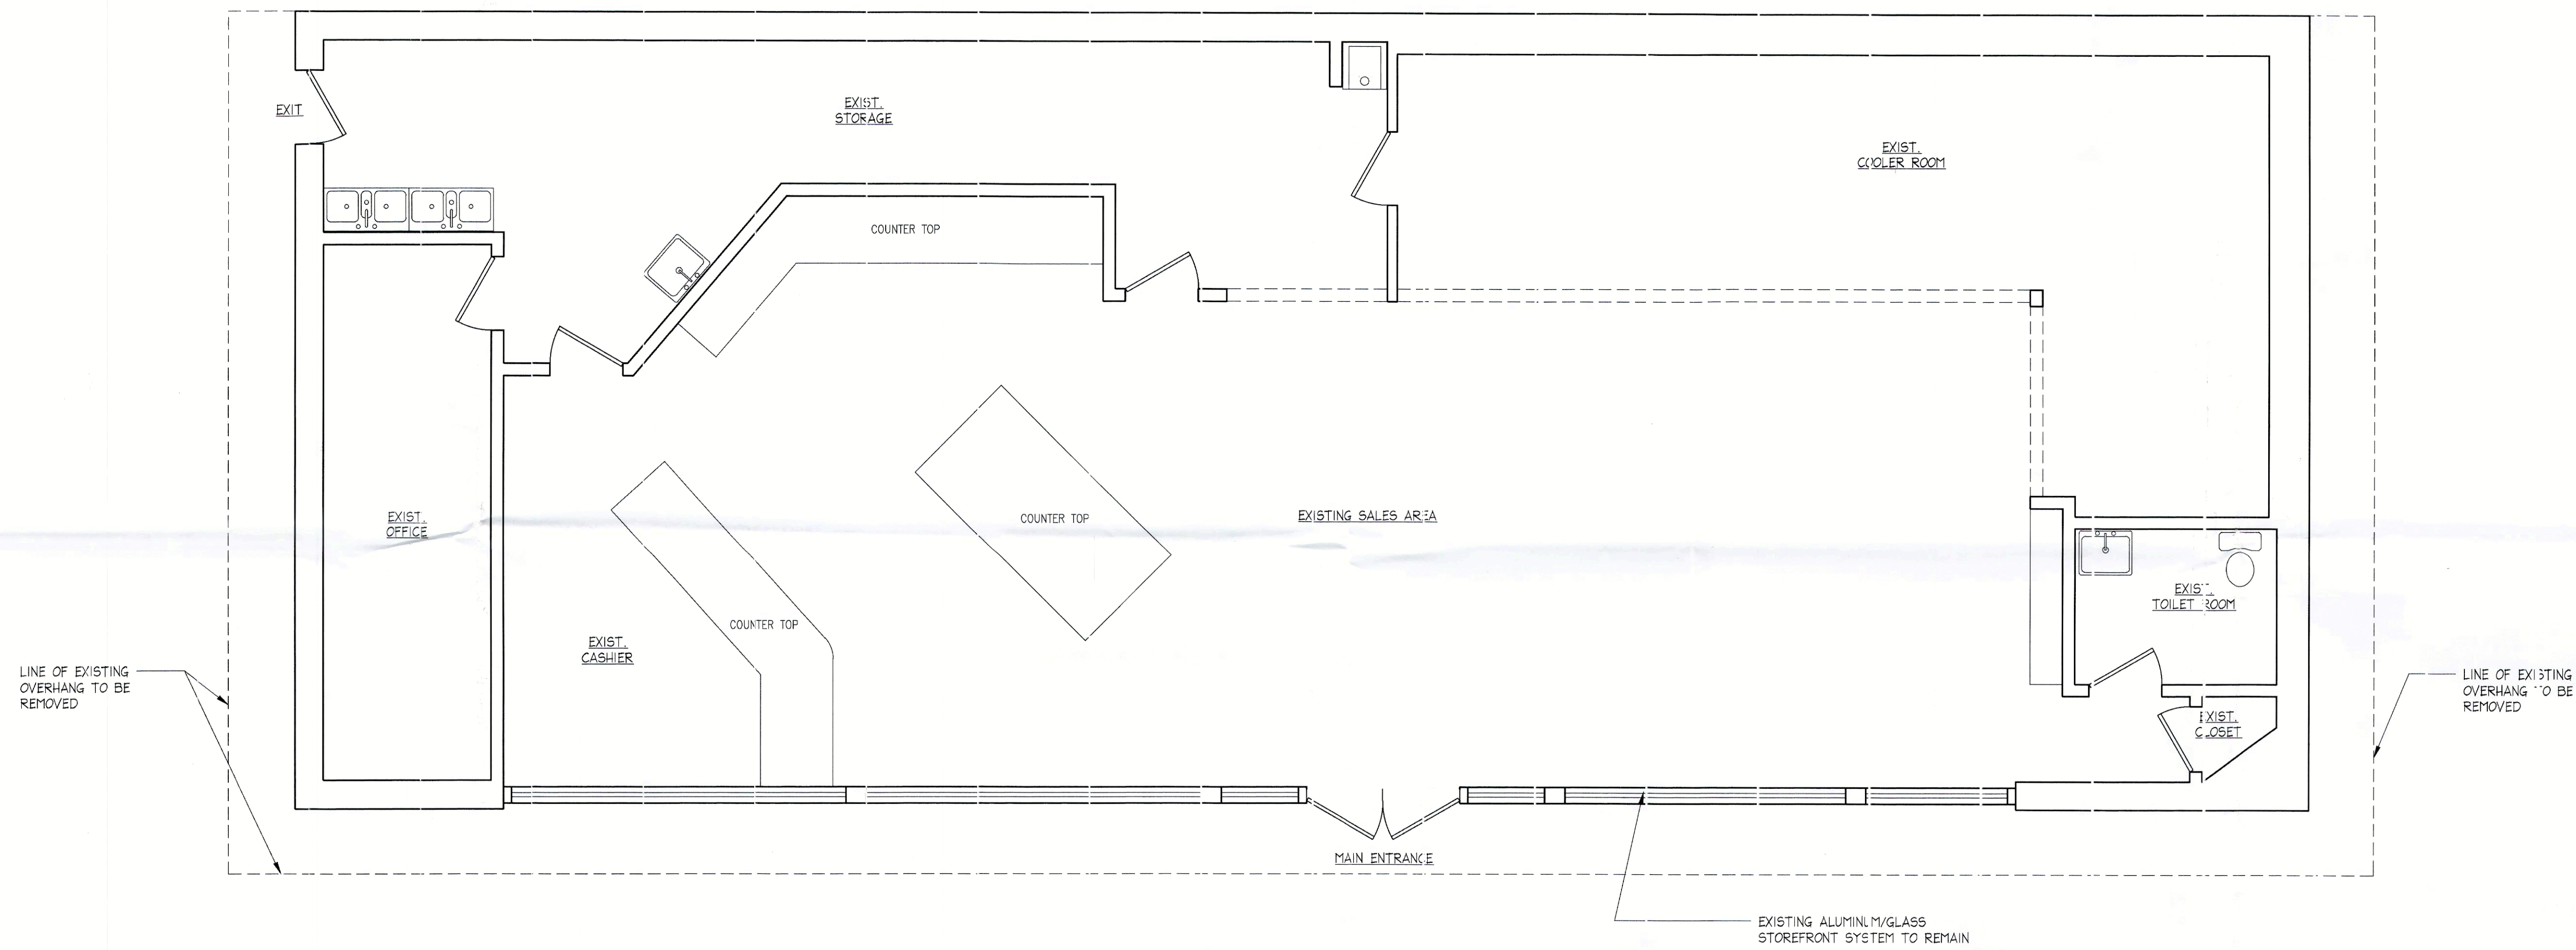 EXIT
EXIST.
STORAGE
EXIST.
COOLER ROOM
COUNTER TOP
EXIST.
OFFICE
COUNTER TOP
EXISTING SALES AREA
EXIST.
TOILET ROOM
COUNTER TOP
EXIST.
CASHIER
LINE OF EXISTING
OVERHANG TO BE
REMOVED
LINE OF EXISTING
OVERHANG TO BE
REMOVED
EXIST.
CLOSET
MAIN ENTRANCE
EXISTING ALUMINUM/GLASS
STOREFRONT SYSTEM TO REMAIN